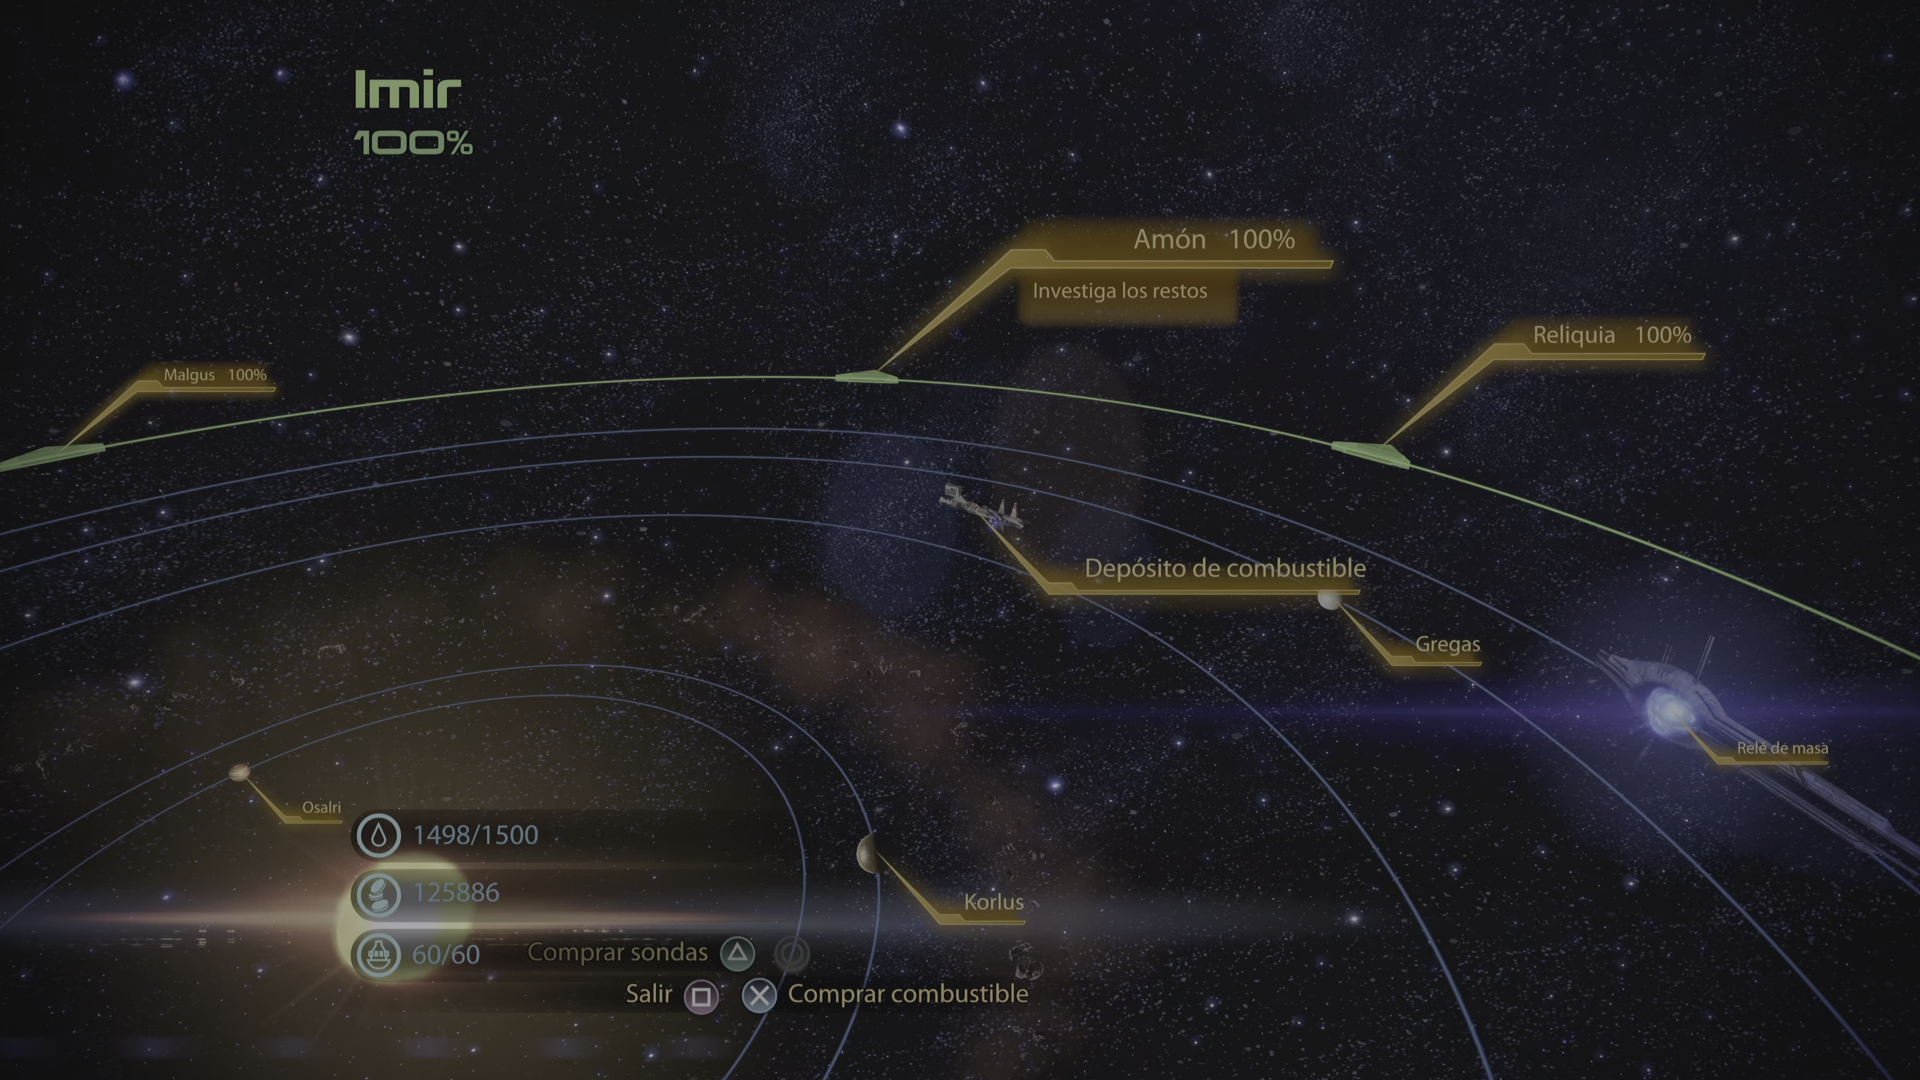 Imir
100%
Amón 100%
Investiga los restos
Reliquia 100%
Malgus 100%
Depósito de combustible
Gregas
Relé de masa
Osalri
1498/1500
125886
Korlus
60/60 Comprar sondas
Salir Comprar combustible